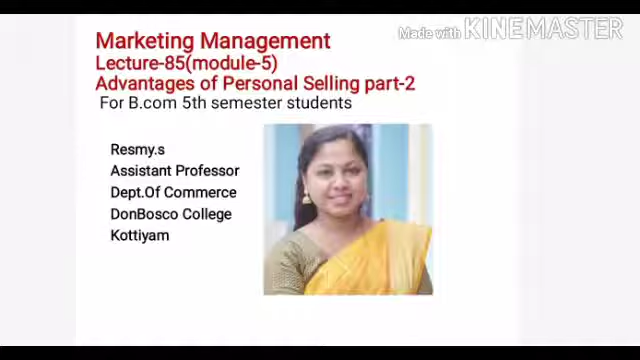 Made with KINEMASTER
Marketing Management
Lecture-85(module-5)
Advantages of Personal Selling part-2
For B.com 5th semester students
Resmy.s
Assistant Professor
Dept.Of Commerce
DonBosco College
Kottiyam